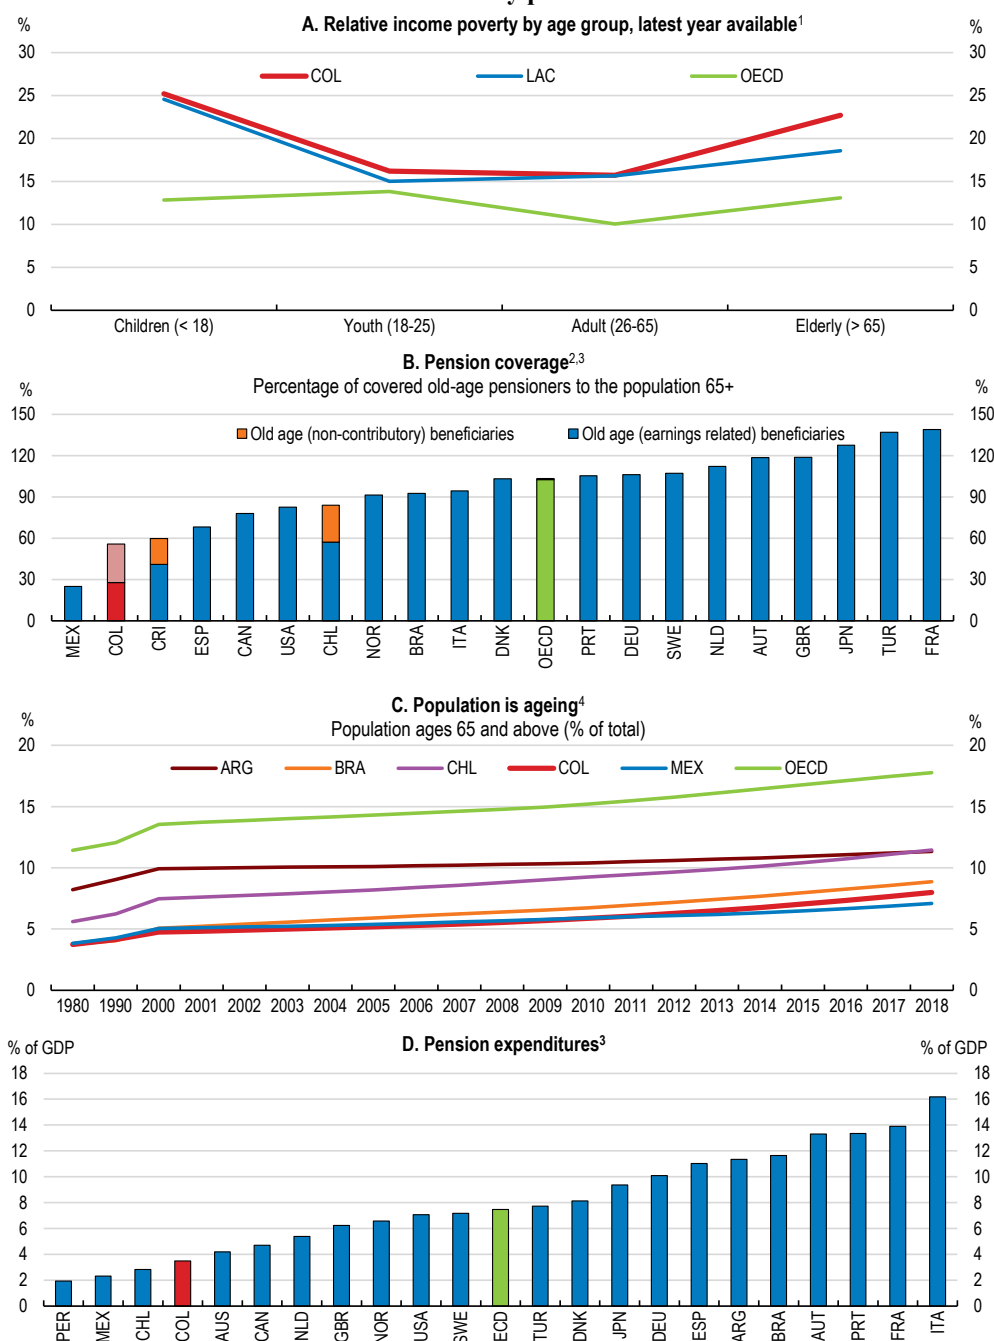 A. Relative income poverty by age group, latest year available¹
% %
COL LAC OECD
30 30
25 25
20 20
15 15
10 10
5 5
0 0
Children (< 18) Youth (18-25) Adult (26-65) Elderly (> 65)
B. Pension coverage²,³
Percentage of covered old-age pensioners to the population 65+
% %
Old age (non-contributory) beneficiaries Old age (earnings related) beneficiaries
150 150
120 120
90 90
60 60
30 30
0 0
MEX COL CRI ESP CAN USA CHL NOR BRA ITA DNK OECD PRT DEU SWE NLD AUT GBR JPN TUR FRA
C. Population is ageing⁴
Population ages 65 and above (% of total)
% %
20 20
ARG BRA CHL COL MEX OECD
15 15
10 10
5 5
0 0
1980 1990 2000 2001 2002 2003 2004 2005 2006 2007 2008 2009 2010 2011 2012 2013 2014 2015 2016 2017 2018
D. Pension expenditures³
% of GDP % of GDP
18 18
16 16
14 14
12 12
10 10
8 8
6 6
4 4
2 2
0 0
PER MEX CHL COL AUS CAN NLD GBR NOR USA SWE ECD TUR DNK JPN DEU ESP ARG BRA AUT PRT FRA ITA